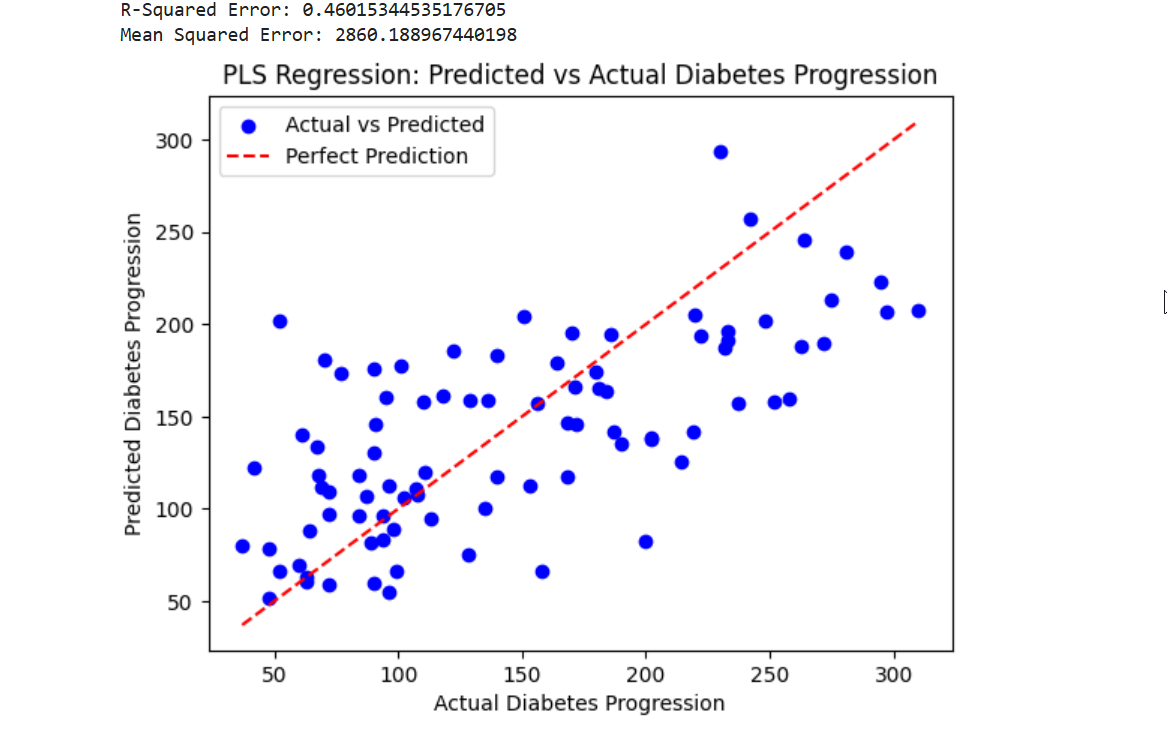 R-Squared Error: 0.46015344535176705
Mean Squared Error: 2860.188967440198
PLS Regression: Predicted vs Actual Diabetes Progression
Actual vs Predicted
Perfect Prediction
300
250
200
150
100
50
Predicted Diabetes Progression
50 100 150 200 250 300
Actual Diabetes Progression